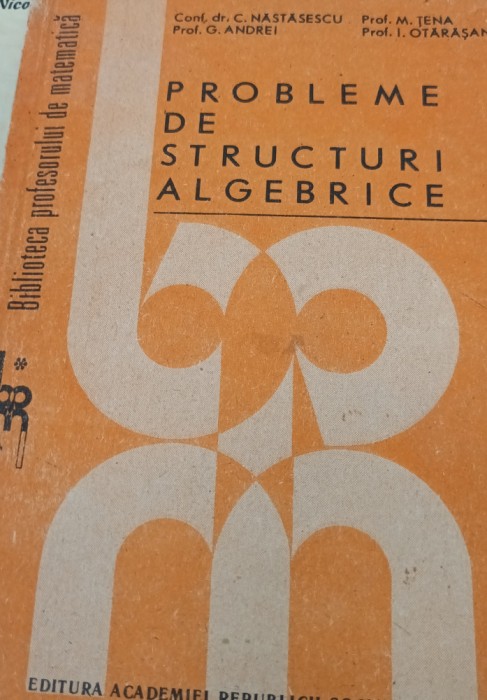 Nico
Conf. dr. C. NĂSTĂSESCU Prof. M. ȚENA
Prof. G. ANDREI Prof. I. OTĂRĂȘAN
PROBLEME
DE
STRUCTURI
ALGEBRICE
Biblioteca profesorului de matematică
EDITURA ACADEMIEI REPUBLICII